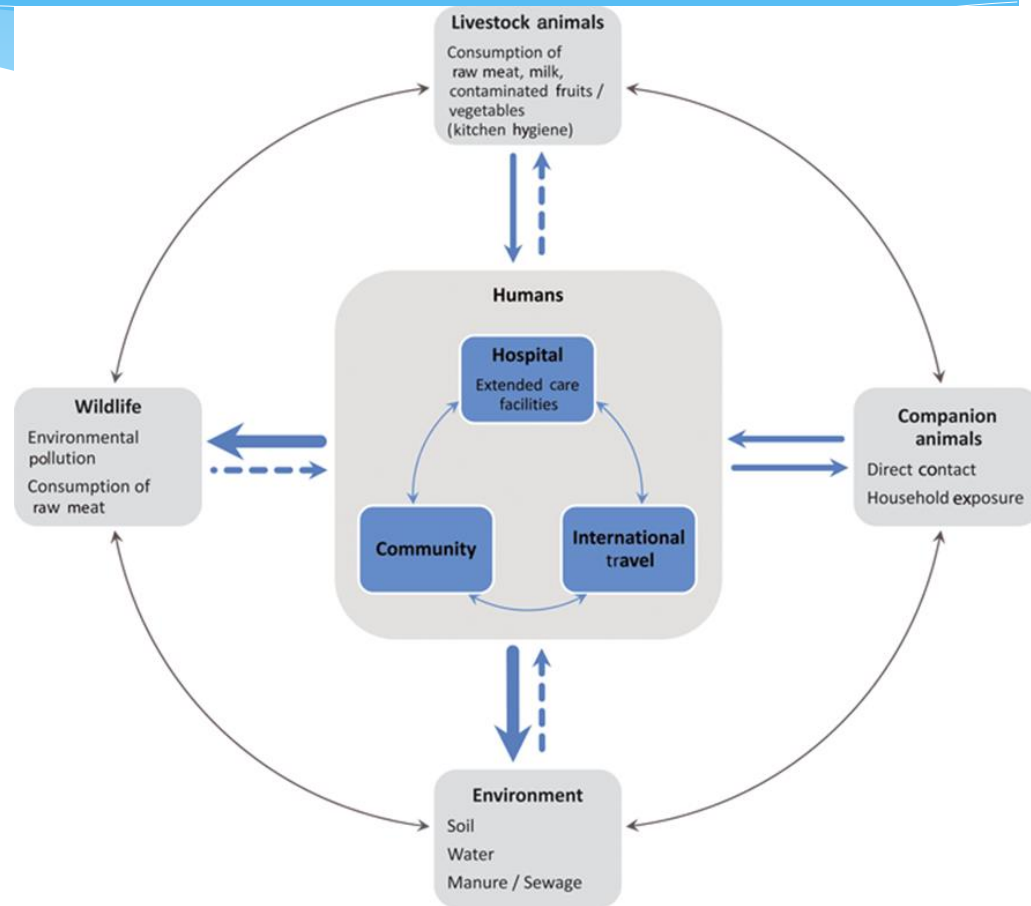 Livestock animals
Consumption of
raw meat, milk,
contaminated fruits /
vegetables
(kitchen hygiene)
Humans
Hospital
Extended care
facilities
Wildlife
Environmental
pollution
Consumption of
raw meat
Companion
animals
Direct contact
Household exposure
Community
International
travel
Environment
Soil
Water
Manure / Sewage